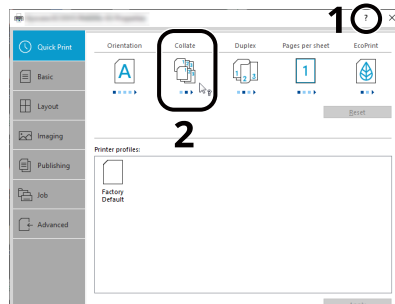 1
?
Quick Print
Orientation
Collate
Duplex
Pages per sheet
EcoPrint
A
1 2 3
1
Basic
Layout
Reset
2
Imaging
Printer profiles:
Publishing
Factory
Default
Job
Advanced